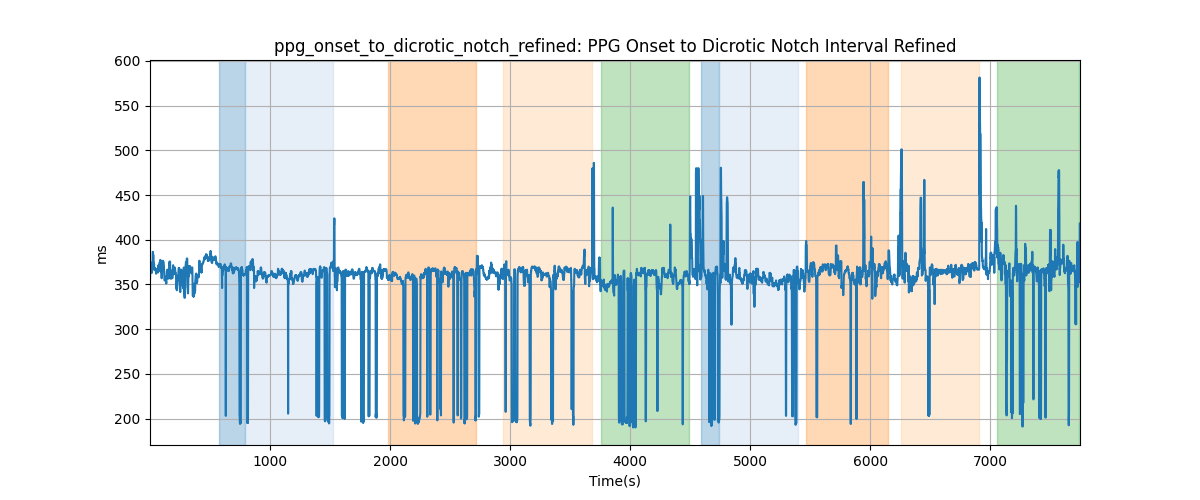 ppg_onset_to_dicrotic_notch_refined: PPG Onset to Dicrotic Notch Interval Refined
600
550
500
450
400
350
300
250
200
ms
1000 2000 3000 4000 5000 6000 7000
Time(s)